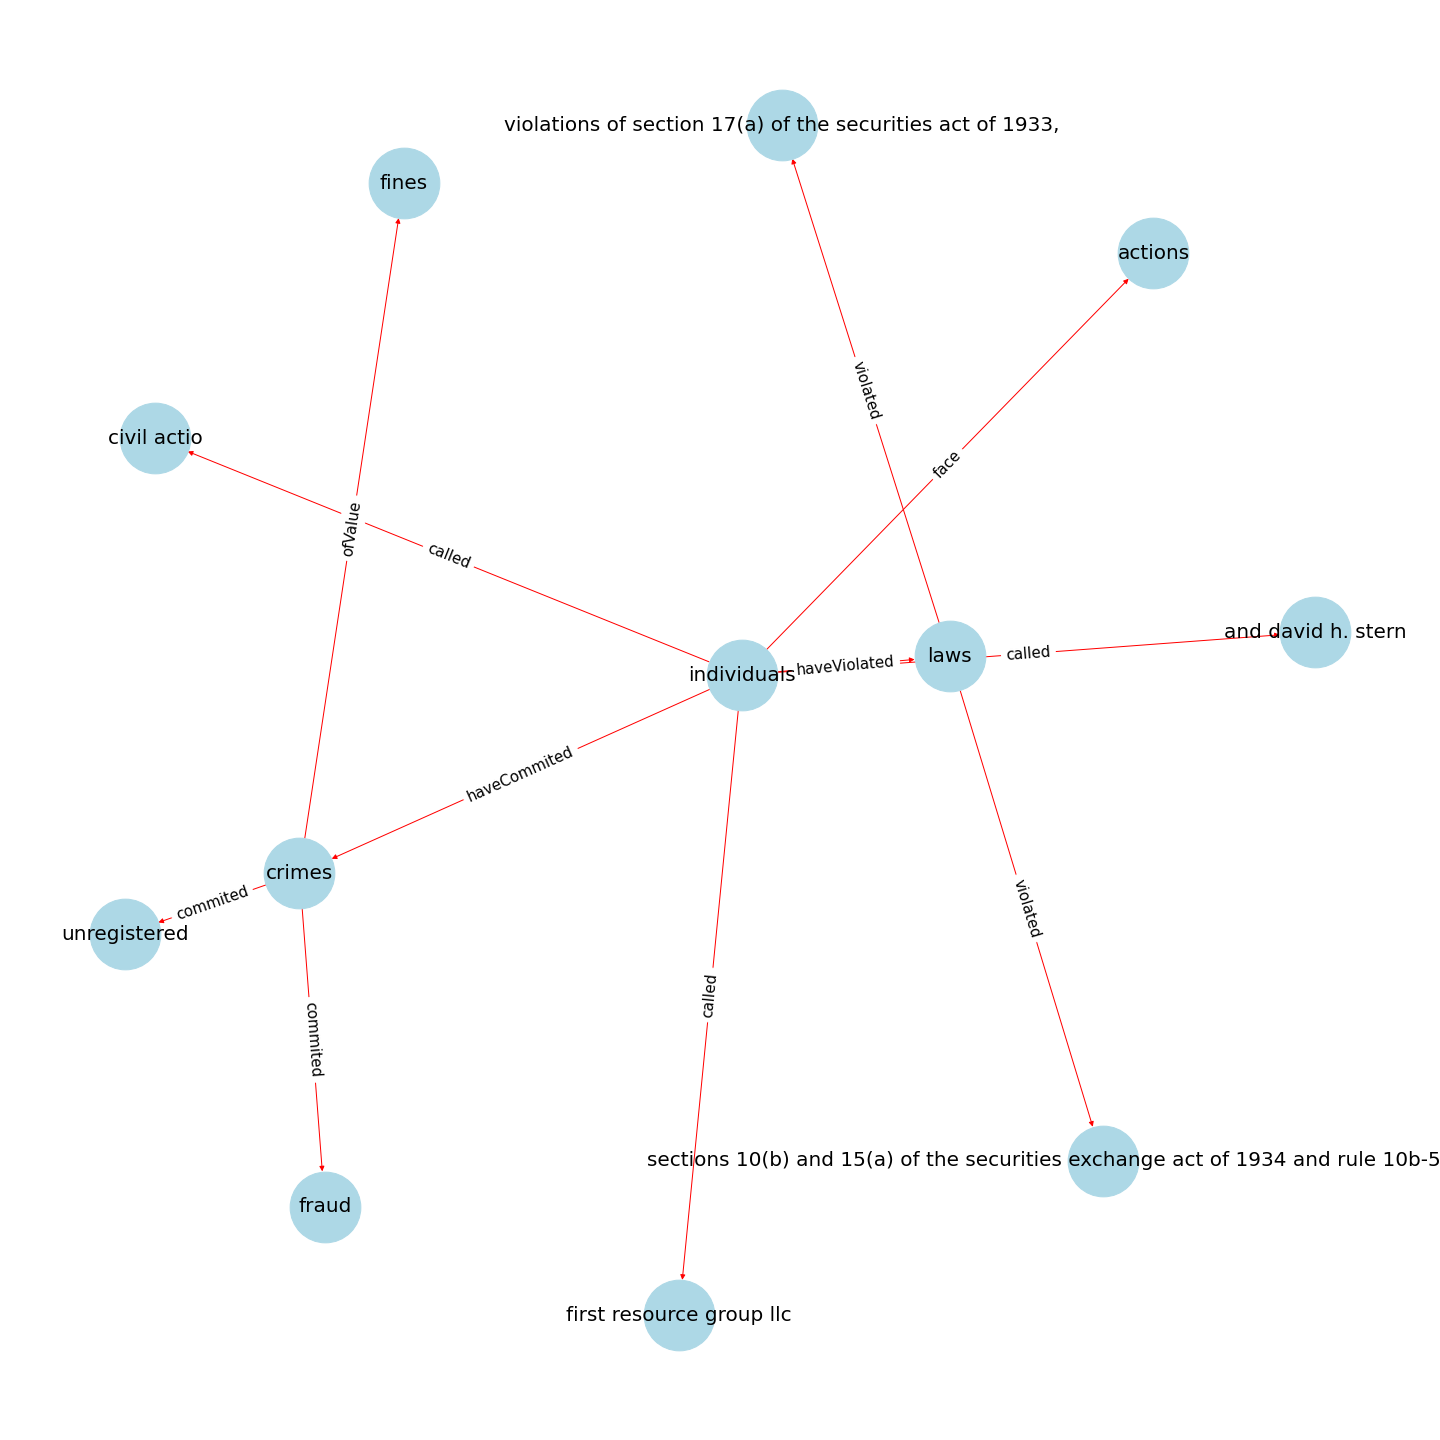 violations of section 17(a) of the securities act of 1933,
fines
actions
violated
civil actio
face
ofValue
called
and david h. stern
called
laws
haveViolated
individuals
haveCommited
crimes
commited
violated
unregistered
called
commited
sections 10(b) and 15(a) of the securities exchange act of 1934 and rule 10b-5
fraud
first resource group llc